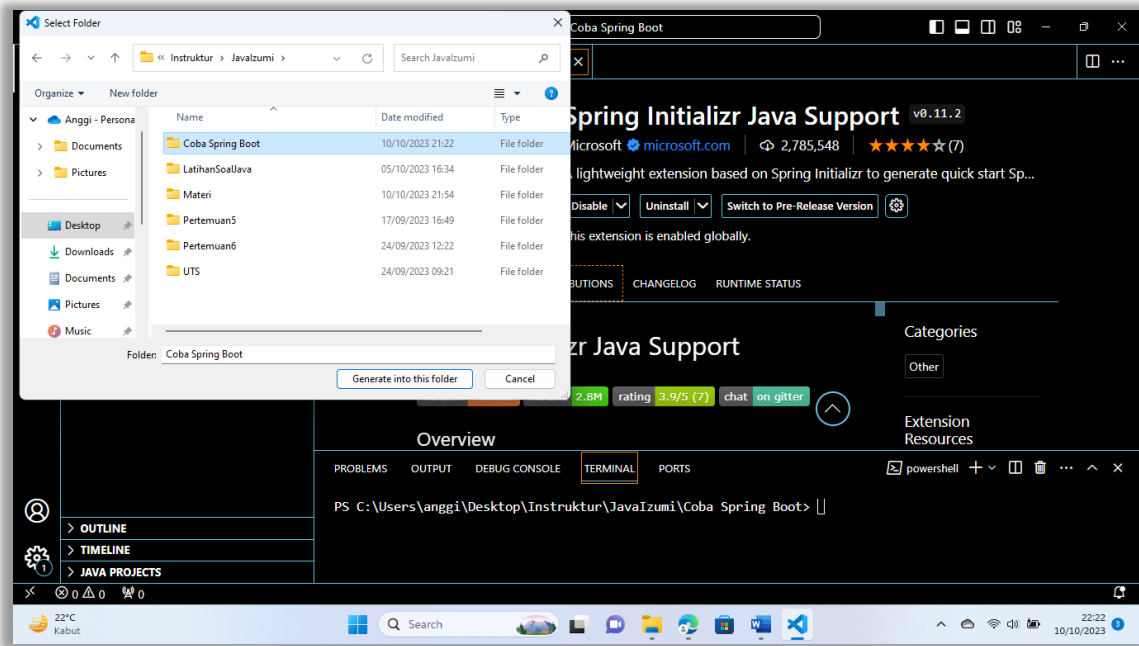 Select Folder
« Instruktur > JavaIzumi >
Search JavaIzumi
Organize
New folder
Anggi - Persona
Documents
Pictures
Desktop
Downloads
Documents
Pictures
Music
Name
Date modified
Type
Coba Spring Boot
10/10/2023 21:22
File folder
LatihanSoalJava
05/10/2023 16:34
File folder
Materi
10/10/2023 21:54
File folder
Pertemuan5
17/09/2023 16:49
File folder
Pertemuan6
24/09/2023 12:22
File folder
UTS
24/09/2023 09:21
File folder
Folder:
Coba Spring Boot
Generate into this folder
Cancel
Coba Spring Boot
Spring Initializr Java Support
v0.11.2
Microsoft
microsoft.com
2,785,548
(7)
lightweight extension based on Spring Initializr to generate quick start Sp...
Disable
Uninstall
Switch to Pre-Release Version
his extension is enabled globally.
BUTIONS
CHANGELOG
RUNTIME STATUS
zr Java Support
2.8M
rating 3.9/5 (7)
chat on gitter
Overview
Categories
Other
Extension
Resources
PROBLEMS
OUTPUT
DEBUG CONSOLE
TERMINAL
PORTS
powershell
PS C:\Users\anggi\Desktop\Instruktur\JavaIzumi\Coba Spring Boot>
OUTLINE
TIMELINE
JAVA PROJECTS
1
0
0
0
22°C
Kabut
Search
22:22
10/10/2023
3